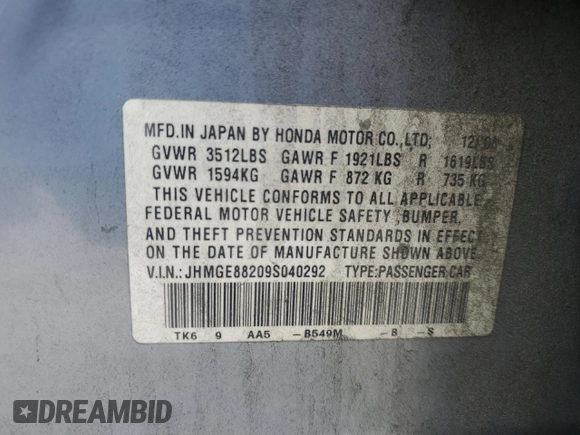 MFD.IN JAPAN BY HONDA MOTOR CO.,LTD;
GVWR 3512LBS GAWR F 1921LBS R 1619LBS
GVWR 1594KG GAWR F 872 KG R 735 KG
THIS VEHICLE CONFORMS TO ALL APPLICABLE
FEDERAL MOTOR VEHICLE SAFETY ,BUMPER,
AND THEFT PREVENTION STANDARDS IN EFFECT
ON THE DATE OF MANUFACTURE SHOWN ABOVE.
V.I.N.: JHMGE88209S040292 TYPE:PASSENGER CAR
TK6 9 AA5 -B549M -B -S
DREAMBID